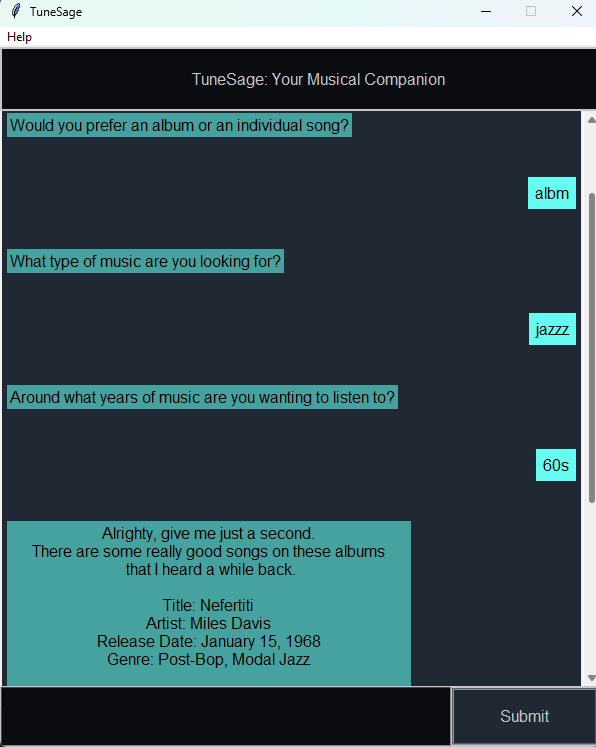 TuneSage
Help
TuneSage: Your Musical Companion
Would you prefer an album or an individual song?
albm
What type of music are you looking for?
jazzz
Around what years of music are you wanting to listen to?
60s
Alrighty, give me just a second.
There are some really good songs on these albums
that I heard a while back.
Title: Nefertiti
Artist: Miles Davis
Release Date: January 15, 1968
Genre: Post-Bop, Modal Jazz
Submit